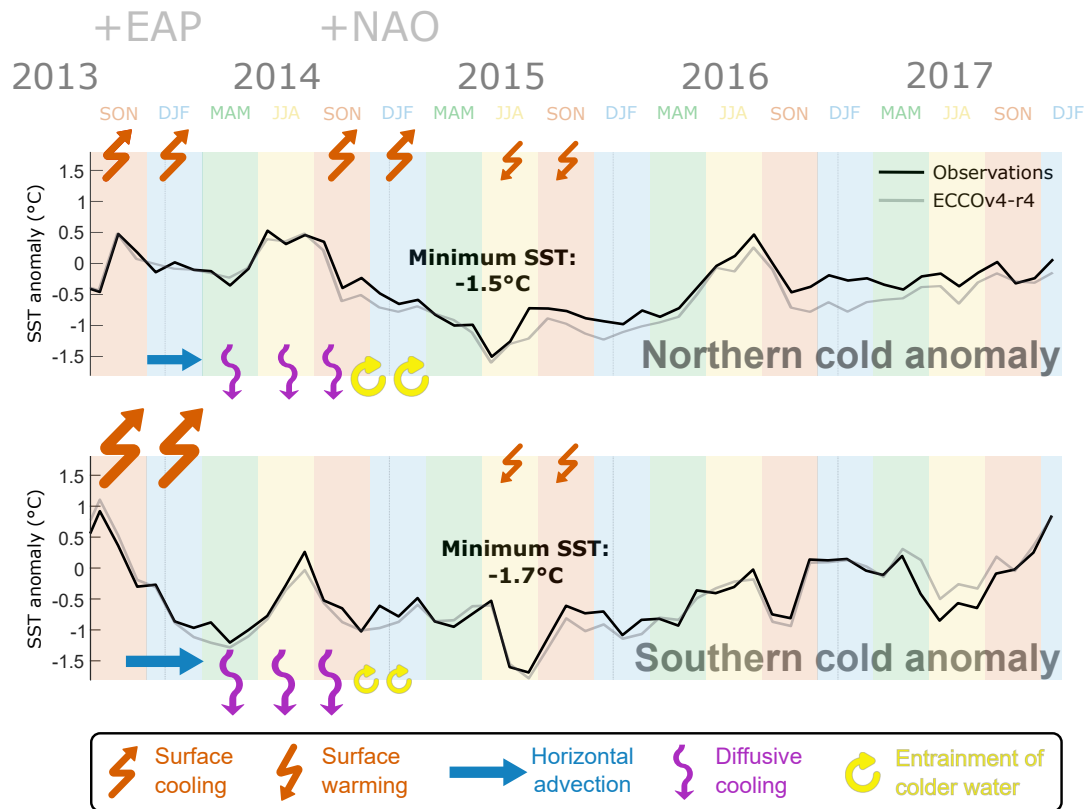 +EAP +NAO
2013 2014 2015 2016 2017
SON DJF MAM JJA SON DJF MAM JJA SON DJF MAM JJA SON DJF MAM JJA SON DJF
SST anomaly (°C)
1.5
1
0.5
0
-0.5
-1
-1.5
Observations
ECCOv4-r4
Minimum SST:
-1.5°C
Northern cold anomaly
SST anomaly (°C)
1.5
1
0.5
0
-0.5
-1
-1.5
Minimum SST:
-1.7°C
Southern cold anomaly
Surface
cooling
Surface
warming
Horizontal
advection
Diffusive
cooling
Entrainment of
colder water